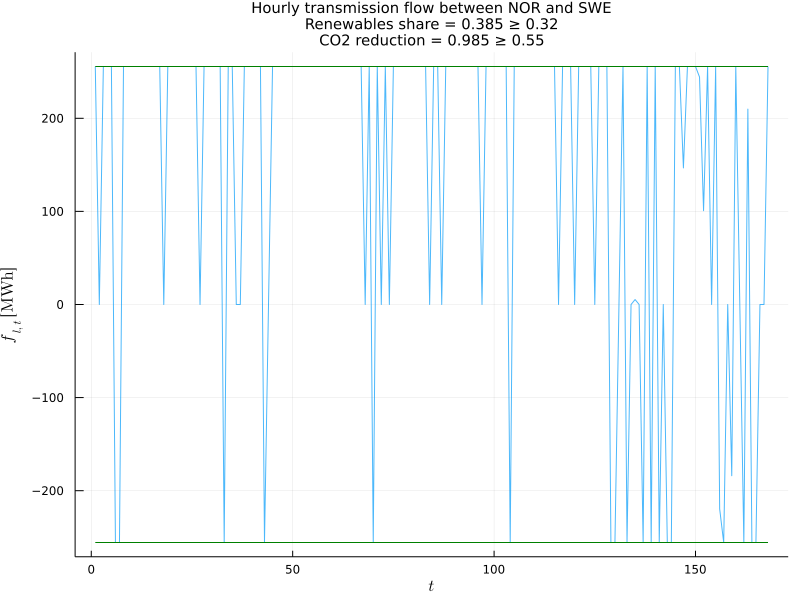 Hourly transmission flow between NOR and SWE
Renewables share = 0.385 ≥ 0.32
CO2 reduction = 0.985 ≥ 0.55
200
100
0
−100
−200
f_{l,t} [MWh]
0
50
100
150
t